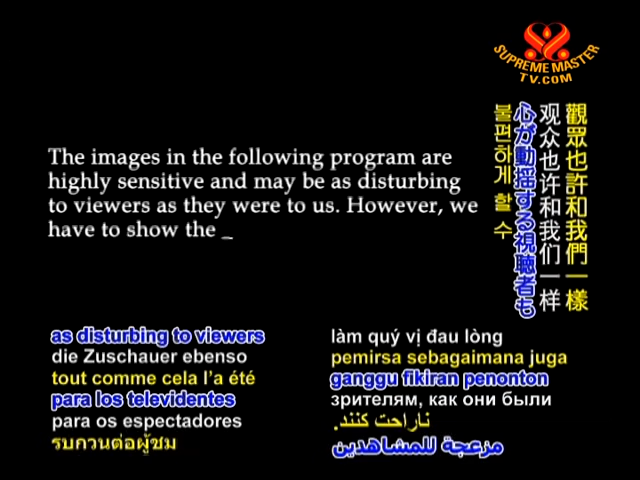 SUPREME MASTER
TV.COM
The images in the following program are
highly sensitive and may be as disturbing
to viewers as they were to us. However, we
have to show the _
觀眾也許和我們一樣
观众也许和我们一样
心が動揺する視聴者も
불편하게 할 수
as disturbing to viewers
die Zuschauer ebenso
tout comme cela l'a été
para los televidentes
para os espectadores
รบกวนต่อผู้ชม
làm quý vị đau lòng
pemirsa sebagaimana juga
ganggu fikiran penonton
зрителям, как они были
ناراحت کنند.
مزعجة للمشاهدين